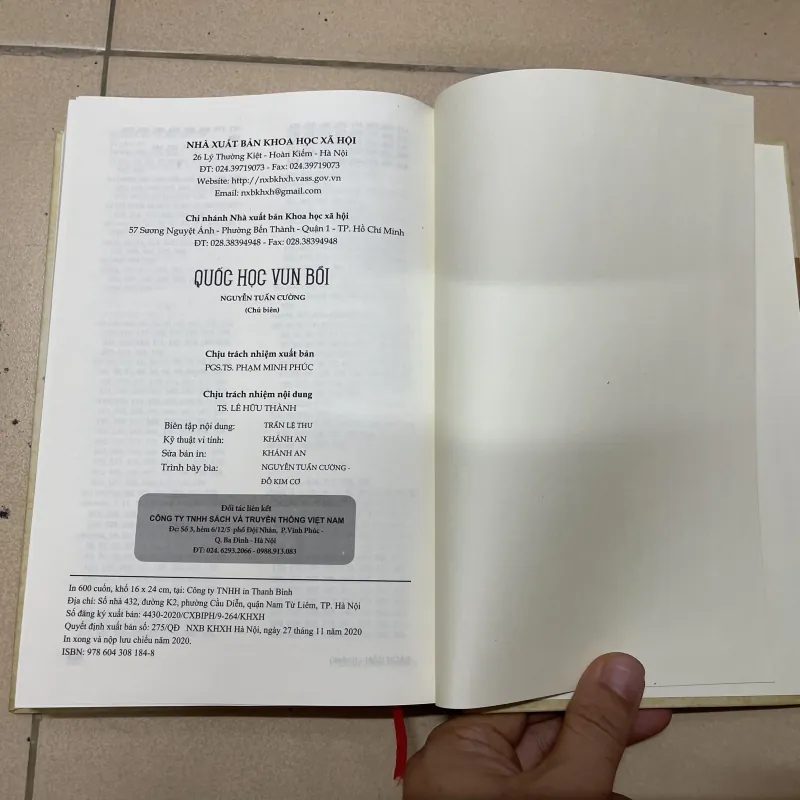 NHÀ XUẤT BẢN KHOA HỌC XÃ HỘI
26 Lý Thường Kiệt - Hoàn Kiếm - Hà Nội
ĐT: 024.39719073 - Fax: 024.39719073
Website: http://nxbkhxh.vass.gov.vn
Email: nxbkhxh@gmail.com
Chi nhánh Nhà xuất bản Khoa học xã hội
57 Sương Nguyệt Ánh - Phường Bến Thành - Quận 1 - TP. Hồ Chí Minh
ĐT: 028.38394948 - Fax: 028.38394948
QUỐC HỌC VUN BỒI
NGUYỄN TUẤN CƯỜNG
(Chủ biên)
Chịu trách nhiệm xuất bản
PGS.TS. PHẠM MINH PHÚC
Chịu trách nhiệm nội dung
TS. LÊ HỮU THÀNH
Biên tập nội dung: TRẦN LỆ THU
Kỹ thuật vi tính: KHÁNH AN
Sửa bản in: KHÁNH AN
Trình bày bìa: NGUYỄN TUẤN CƯỜNG -
ĐỖ KIM CƠ
Đối tác liên kết
CÔNG TY TNHH SÁCH VÀ TRUYỀN THÔNG VIỆT NAM
Đc: Số 3, hẻm 6/12/5 phố Đội Nhân, P.Vĩnh Phúc -
Q. Ba Đình - Hà Nội
ĐT: 024. 6293.2066 - 0988.913.083
In 600 cuốn, khổ 16 x 24 cm, tại: Công ty TNHH in Thanh Bình
Địa chỉ: Số nhà 432, đường K2, phường Cầu Diễn, quận Nam Từ Liêm, TP. Hà Nội
Số đăng ký xuất bản: 4430-2020/CXBIPH/9-264/KHXH
Quyết định xuất bản số: 275/QĐ NXB KHXH Hà Nội, ngày 27 tháng 11 năm 2020
In xong và nộp lưu chiểu năm 2020.
ISBN: 978 604 308 184-8